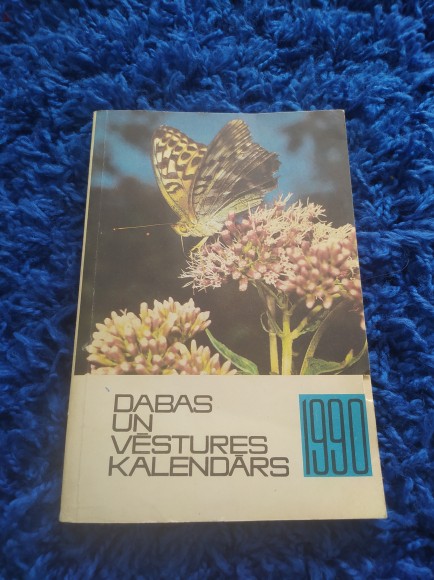 DABAS
UN
VĒSTURES
KALENDĀRS
1990